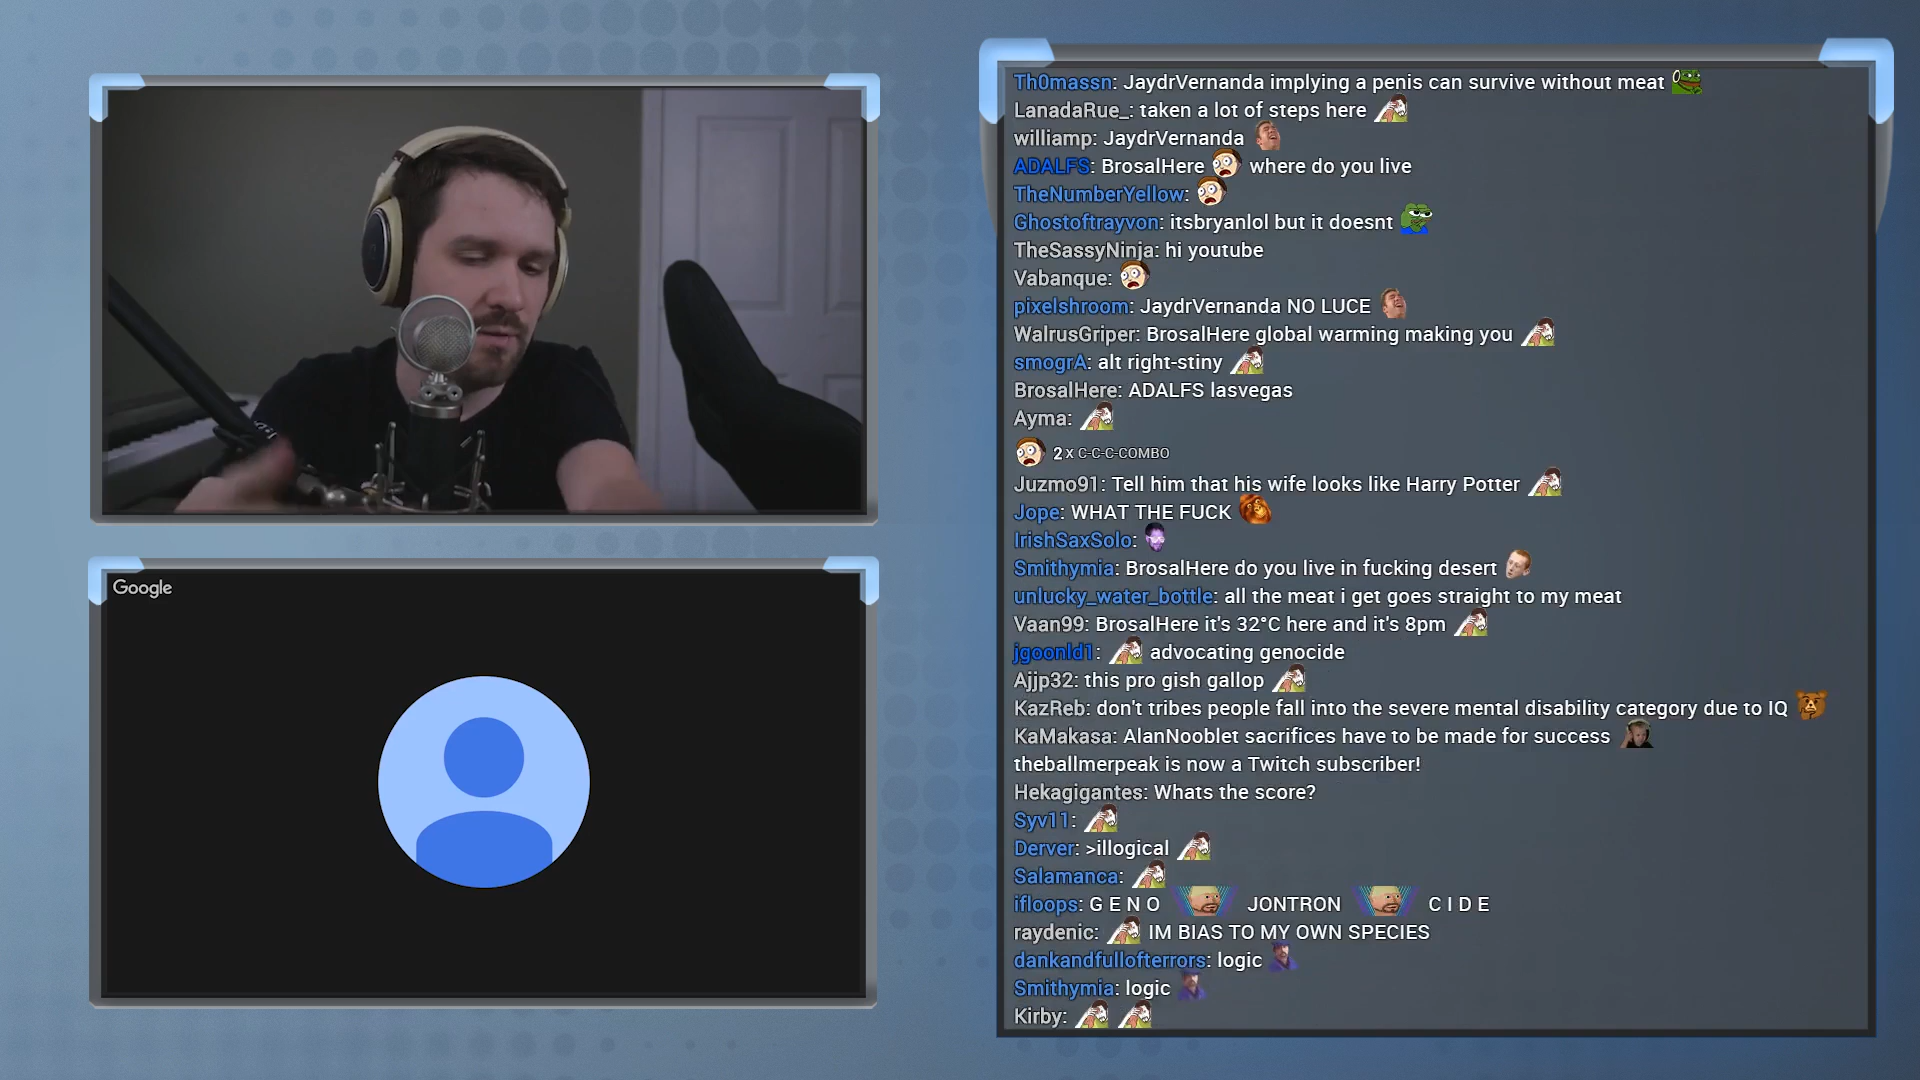 Google
Th0massn: JaydrVernanda implying a penis can survive without meat
LanadaRue_: taken a lot of steps here
williamp: JaydrVernanda
ADALFS: BrosalHere where do you live
TheNumberYellow:
Ghostoftrayvon: itsbryanlol but it doesnt
TheSassyNinja: hi youtube
Vabanque:
pixelshroom: JaydrVernanda NO LUCE
WalrusGriper: BrosalHere global warming making you
smogrA: alt right-stiny
BrosalHere: ADALFS lasvegas
Ayma:
2 x C-C-C-COMBO
Juzmo91: Tell him that his wife looks like Harry Potter
Jope: WHAT THE FUCK
IrishSaxSolo:
Smithymia: BrosalHere do you live in fucking desert
unlucky_water_bottle: all the meat i get goes straight to my meat
Vaan99: BrosalHere it's 32°C here and it's 8pm
jgoonld1: advocating genocide
Ajjp32: this pro gish gallop
KazReb: don't tribes people fall into the severe mental disability category due to IQ
KaMakasa: AlanNooblet sacrifices have to be made for success
theballmerpeak is now a Twitch subscriber!
Hekagigantes: Whats the score?
Syv11:
Derver: >illogical
Salamanca:
ifloops: G E N O JONTRON C I D E
raydenic: IM BIAS TO MY OWN SPECIES
dankandfullofterrors: logic
Smithymia: logic
Kirby: